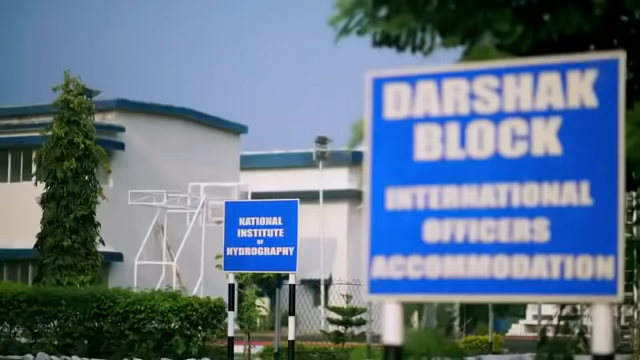 NATIONAL
INSTITUTE
OF
HYDROGRAPHY
DARSHAK
BLOCK
INTERNATIONAL
OFFICERS
ACCOMMODATION